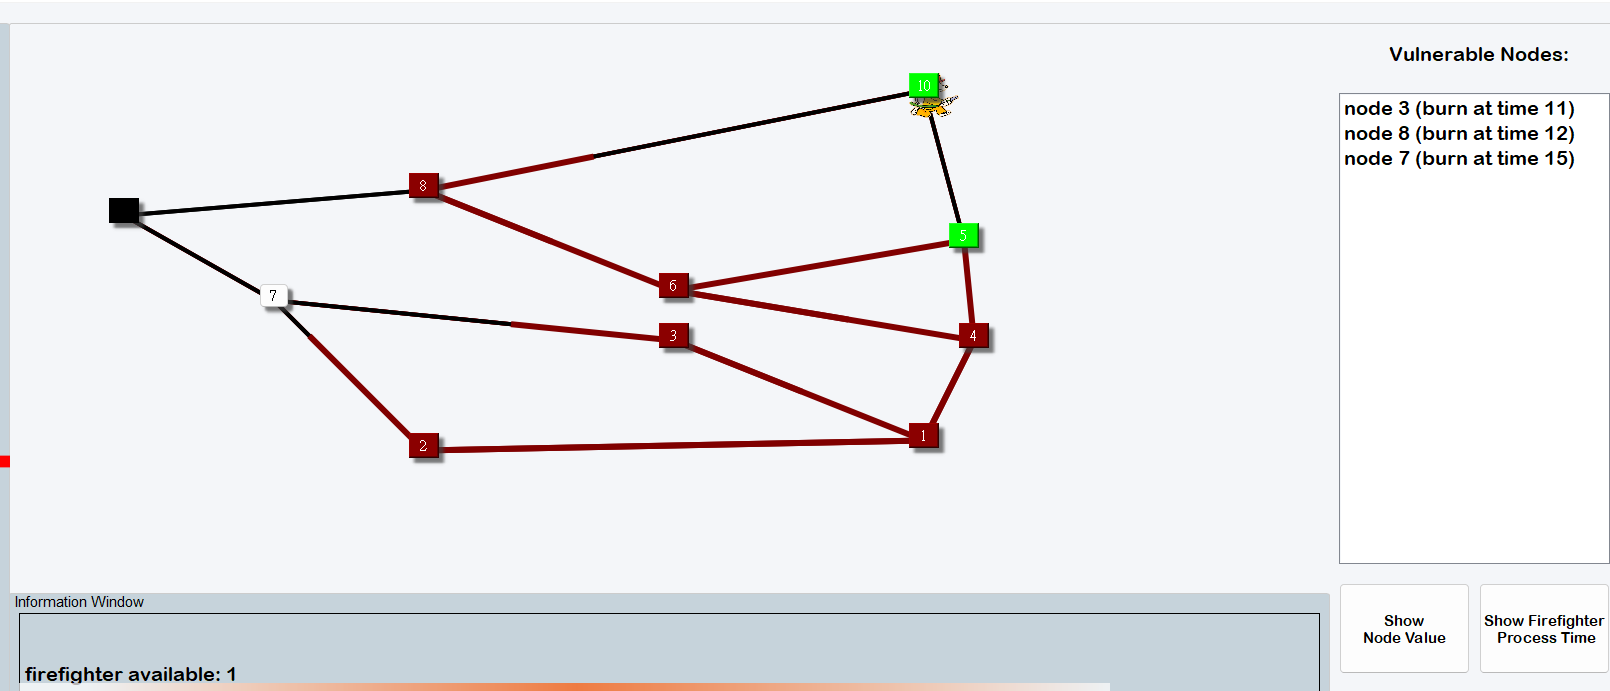 Vulnerable Nodes:
10
node 3 (burn at time 11)
node 8 (burn at time 12)
node 7 (burn at time 15)
8
5
6
7
3
4
1
2
Information Window
Show
Node Value
Show Firefighter
Process Time
firefighter available: 1